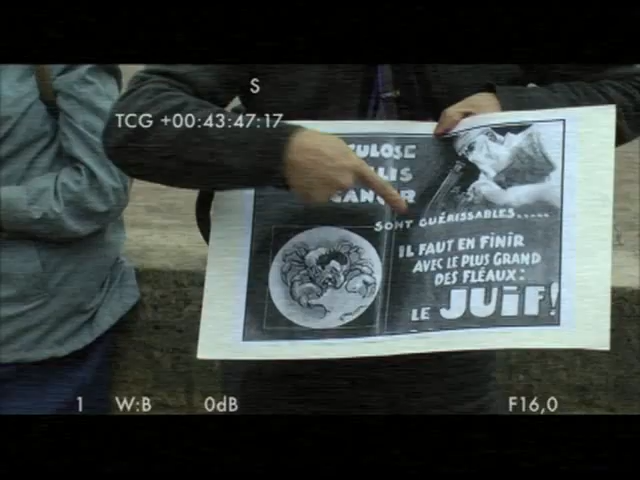 S
TCG +00:43:47:17
SONT GUÉRISSABLES.....
IL FAUT EN FINIR
AVEC LE PLUS GRAND
DES FLÉAUX:
LE JUIF!
1 W:B 0dB F16,0